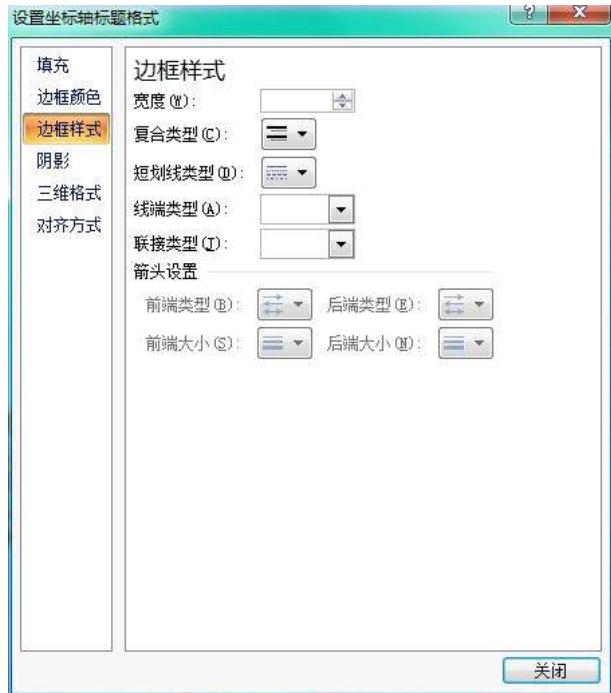 设置坐标轴标题格式
填充
边框颜色
边框样式
阴影
三维格式
对齐方式
边框样式
宽度(W):
复合类型(C):
短划线类型(D):
线端类型(A):
联接类型(J):
箭头设置
前端类型(B): 后端类型(E):
前端大小(S): 后端大小(N):
关闭